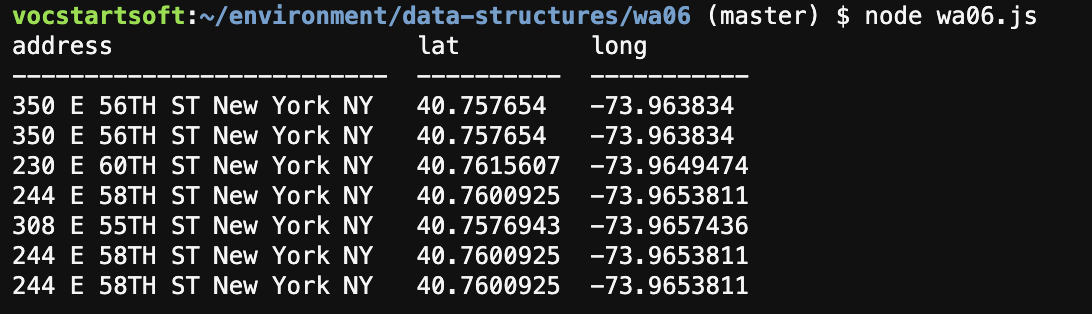 vocstartsoft:~/environment/data-structures/wa06 (master) $ node wa06.js
address                     lat         long
--------------------------  ----------  -----------
350 E 56TH ST New York NY   40.757654   -73.963834
350 E 56TH ST New York NY   40.757654   -73.963834
230 E 60TH ST New York NY   40.7615607  -73.9649474
244 E 58TH ST New York NY   40.7600925  -73.9653811
308 E 55TH ST New York NY   40.7576943  -73.9657436
244 E 58TH ST New York NY   40.7600925  -73.9653811
244 E 58TH ST New York NY   40.7600925  -73.9653811